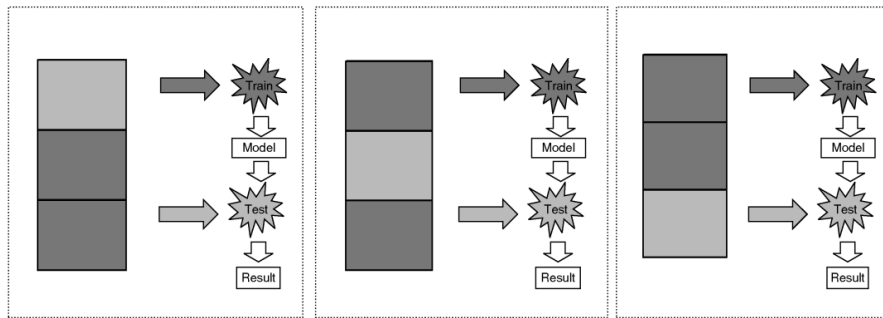 Train
Model
Test
Result
Train
Model
Test
Result
Train
Model
Test
Result